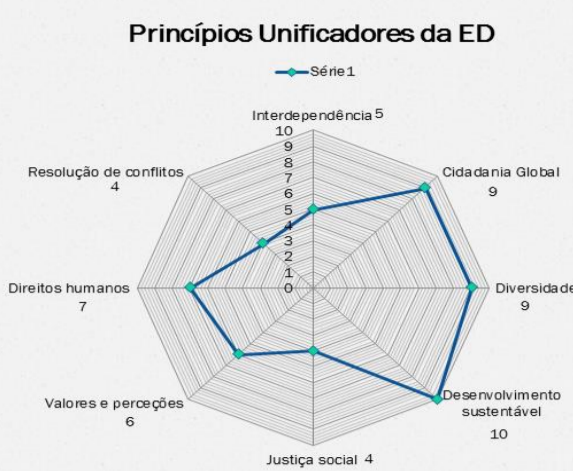 Princípios Unificadores da ED
Série1
Interdependência 5
10
9
8
7
6
5
4
3
2
1
0
Cidadania Global
9
Diversidade
9
Desenvolvimento
sustentável
10
Justiça social 4
Valores e perceções
6
Direitos humanos
7
Resolução de conflitos
4